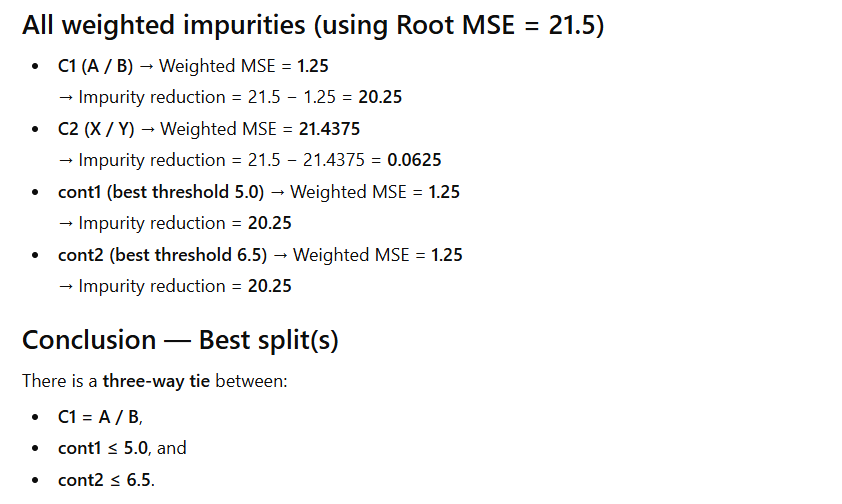 All weighted impurities (using Root MSE = 21.5)
• C1 (A / B) → Weighted MSE = 1.25
→ Impurity reduction = 21.5 − 1.25 = 20.25
• C2 (X / Y) → Weighted MSE = 21.4375
→ Impurity reduction = 21.5 − 21.4375 = 0.0625
• cont1 (best threshold 5.0) → Weighted MSE = 1.25
→ Impurity reduction = 20.25
• cont2 (best threshold 6.5) → Weighted MSE = 1.25
→ Impurity reduction = 20.25
Conclusion — Best split(s)
There is a three-way tie between:
• C1 = A / B,
• cont1 ≤ 5.0, and
• cont2 ≤ 6.5.